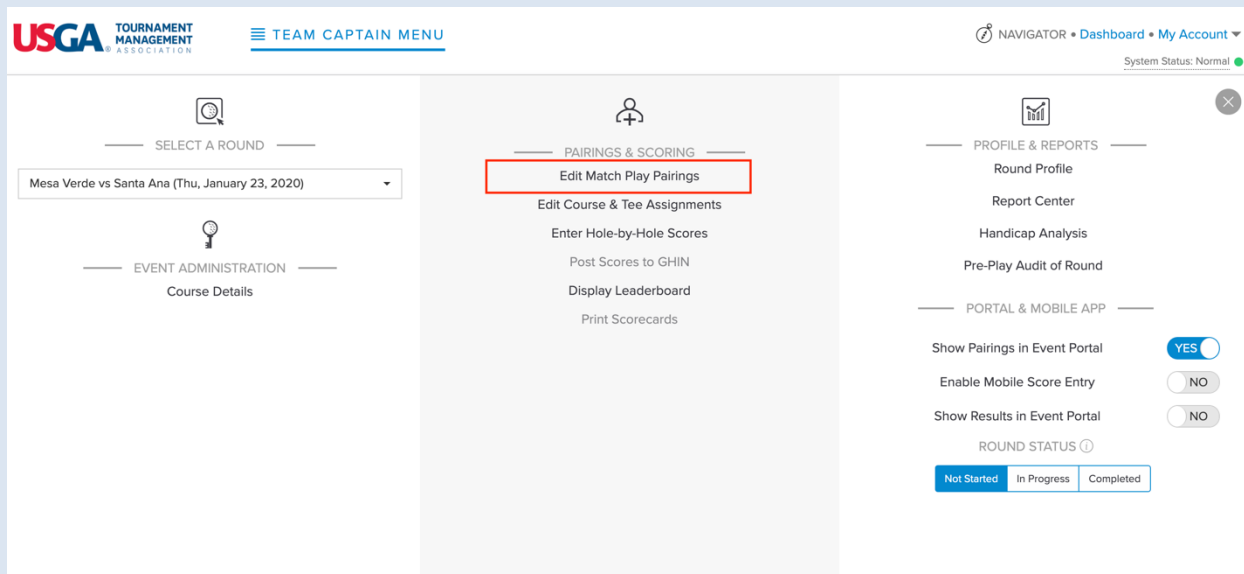 USGA® TOURNAMENT
MANAGEMENT
ASSOCIATION
TEAM CAPTAIN MENU
NAVIGATOR • Dashboard • My Account
System Status: Normal
SELECT A ROUND
Mesa Verde vs Santa Ana (Thu, January 23, 2020)
EVENT ADMINISTRATION
Course Details
PAIRINGS & SCORING
Edit Match Play Pairings
Edit Course & Tee Assignments
Enter Hole-by-Hole Scores
Post Scores to GHIN
Display Leaderboard
Print Scorecards
PROFILE & REPORTS
Round Profile
Report Center
Handicap Analysis
Pre-Play Audit of Round
PORTAL & MOBILE APP
Show Pairings in Event Portal YES
Enable Mobile Score Entry NO
Show Results in Event Portal NO
ROUND STATUS
Not Started In Progress Completed